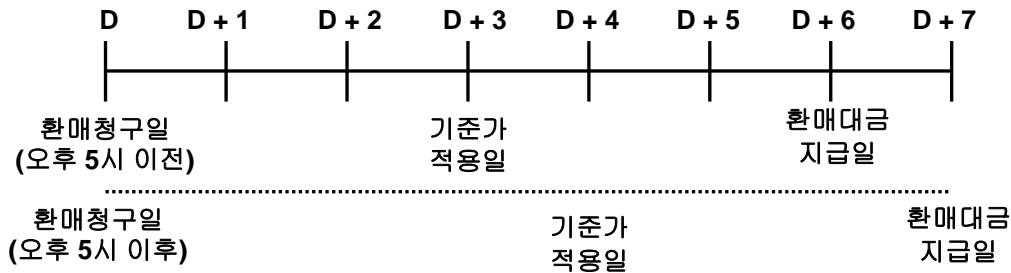 D D + 1 D + 2 D + 3 D + 4 D + 5 D + 6 D + 7
환매청구일
(오후 5시 이전)
기준가
적용일
환매대금
지급일
환매청구일
(오후 5시 이후)
기준가
적용일
환매대금
지급일